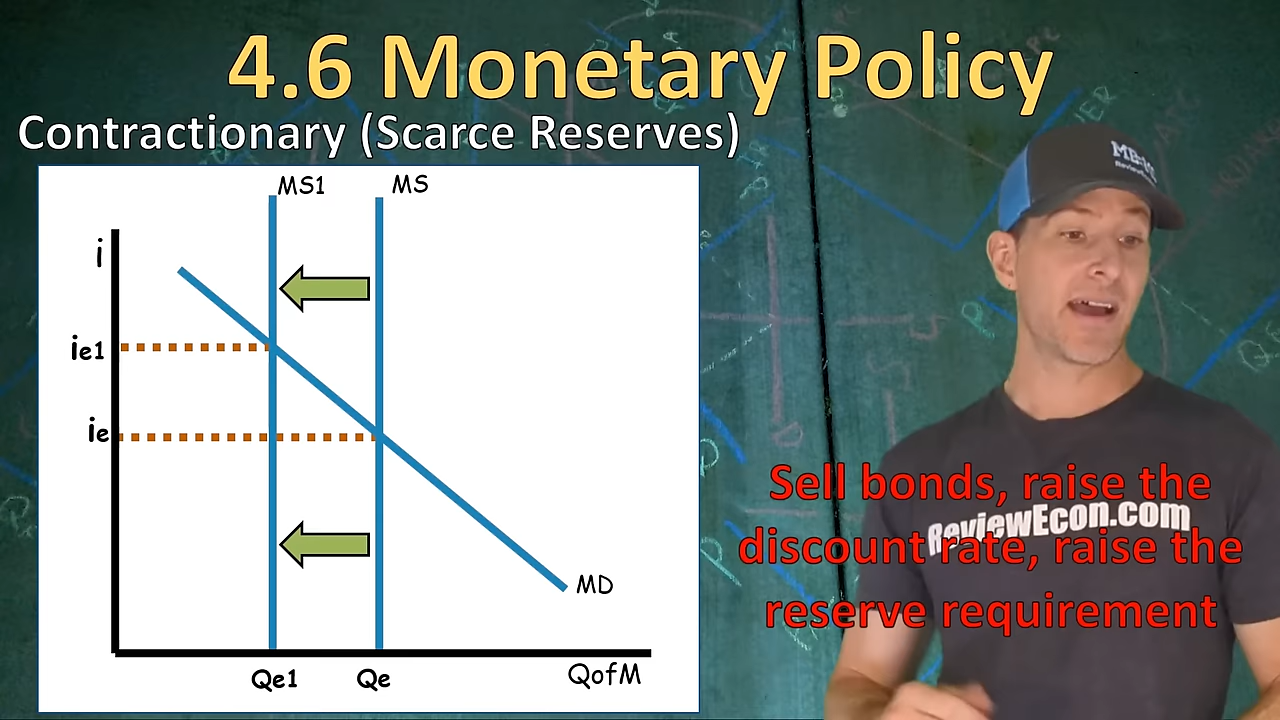 4.6 Monetary Policy
Contractionary (Scarce Reserves)
MS1
MS
i
ie1
ie
MD
Qe1
Qe
QofM
Sell bonds, raise the
discount rate, raise the
reserve requirement
ReviewEcon.com